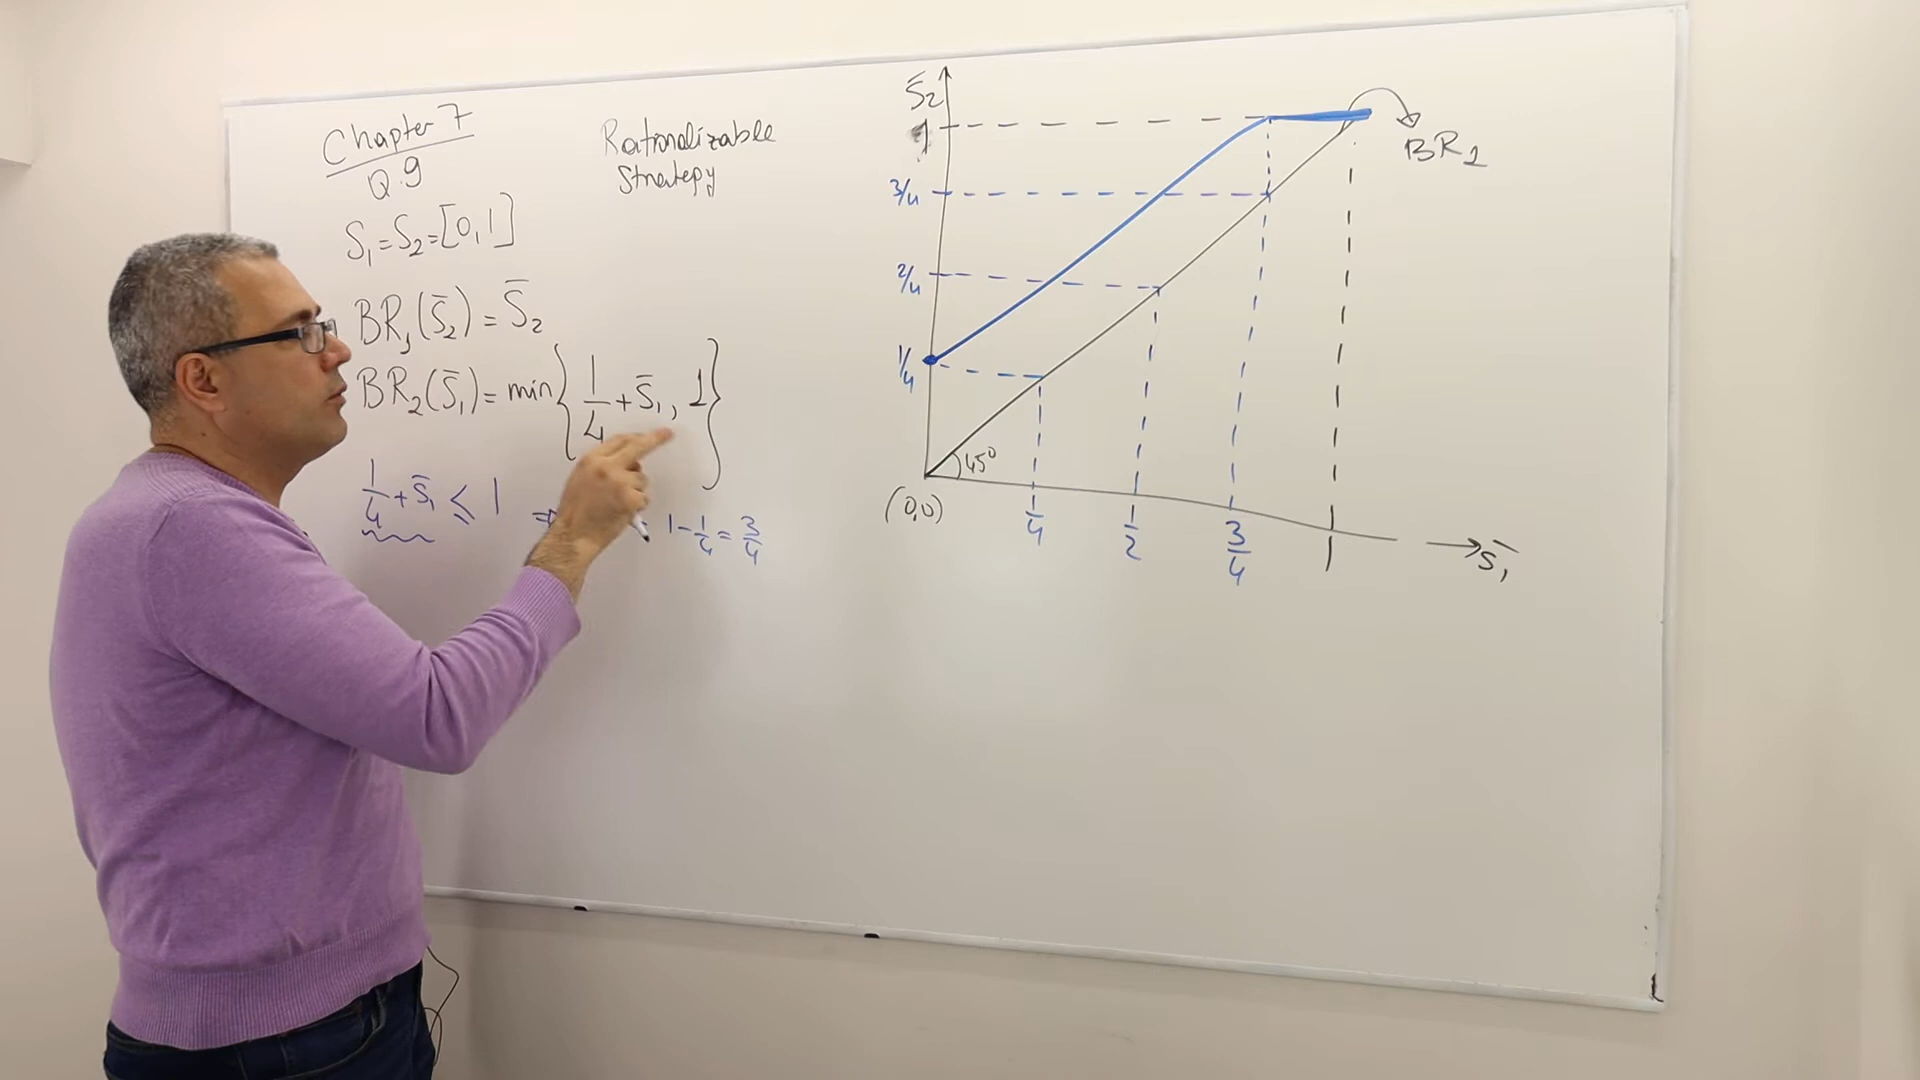 Chapter 7
Q.9
Rationalizable
Strategy
S₁=S₂=[0,1]
BR₁(S̄₂) = S̄₂
BR₂(S̄₁) = min{1/4 + S̄₁, 1}
1/4 + S̄₁ ≤ 1 ⇒ = 1 - 1/4 = 3/4
S̄₂
1
BR₁
3/4
2/4
1/4
45°
(0,0)
1/4 1/2 3/4 1
S̄₁